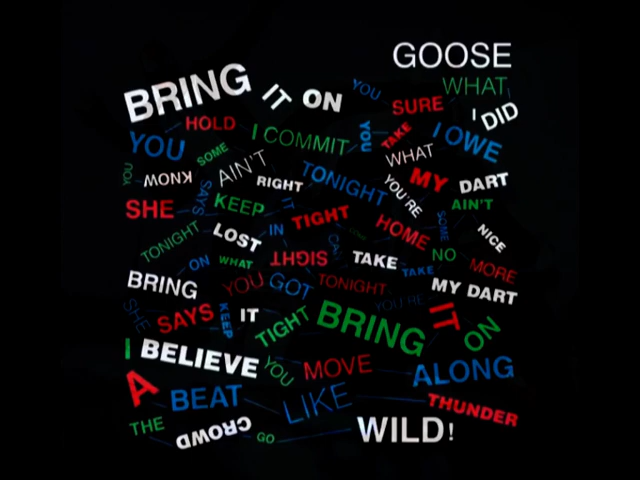 GOOSE
BRING IT ON YOU SURE WHAT
I DID
YOU HOLD I COMMIT YOU TAKE I OWE
YOU KNOW SOME AIN'T RIGHT TONIGHT WHAT MY DART
SHE SAYS KEEP IT TIGHT YOU'RE HOME SOME AIN'T
TONIGHT LOST IN SIGHT TAKE TAKE NO NICE
ON WHAT MORE
BRING YOU GOT TONIGHT YOU'RE MY DART
SHE SAYS KEEP IT TIGHT BRING IT ON
I BELIEVE YOU MOVE ALONG
A BEAT LIKE THUNDER
THE CROWD GO WILD!